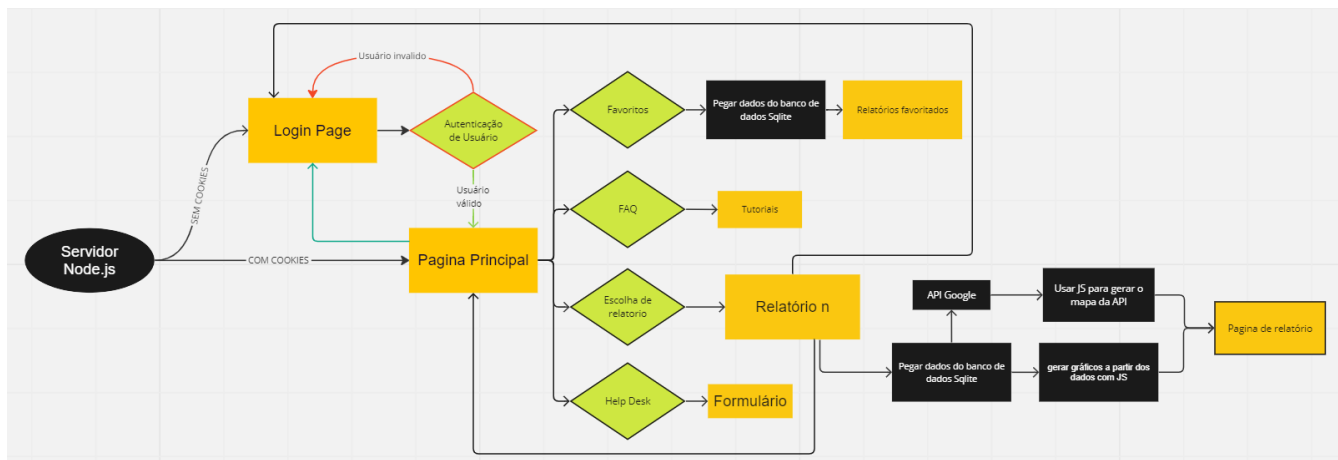 Usuário invalido
Login Page
Autenticação
de Usuário
Favoritos
Pegar dados do banco de
dados Sqlite
Relatórios favoritados
SEM COOKIES
Usuário
válido
FAQ
Tutoriais
Servidor
Node.js
COM COOKIES
Pagina Principal
Escolha de
relatorio
Relatório n
API Google
Usar JS para gerar o
mapa da API
Pagina de relatório
Pegar dados do banco de
dados Sqlite
gerar gráficos a partir dos
dados com JS
Help Desk
Formulário